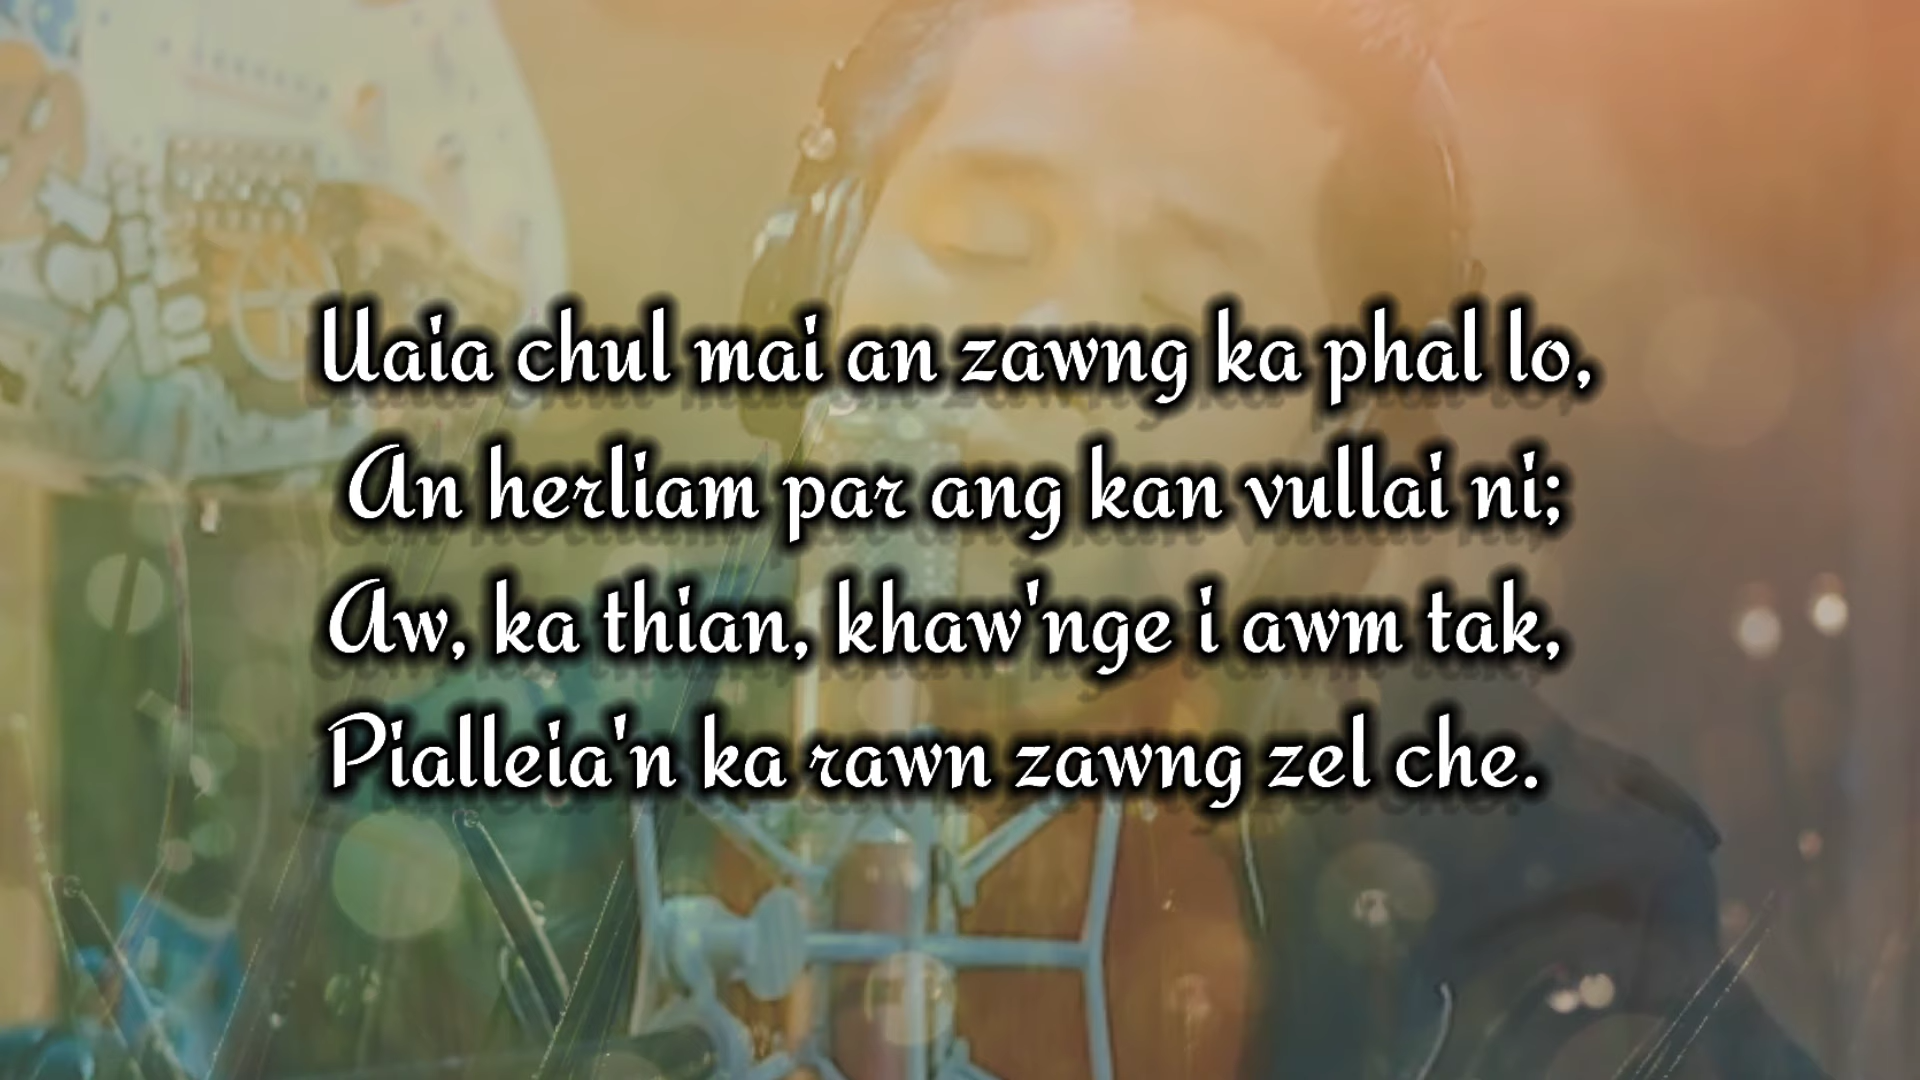 Uaia chul mai an zawng ka phal lo,
An herliam par ang kan vullai ni;
Aw, ka thian, khaw'nge i awm tak,
Pialleia'n ka rawn zawng zel che.